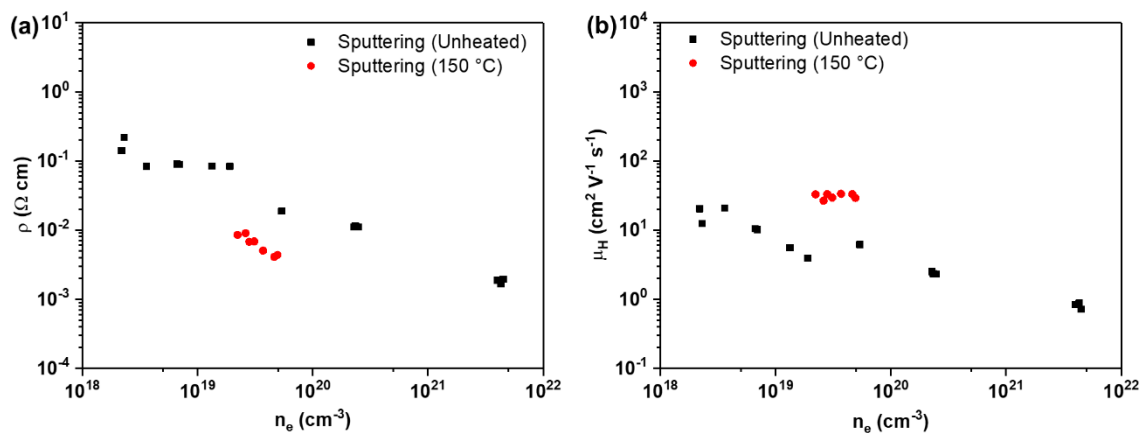 (a)
Sputtering (Unheated)
Sputtering (150 °C)
10¹
10⁰
10⁻¹
10⁻²
10⁻³
10⁻⁴
ρ (Ω cm)
10¹⁸
10¹⁹
10²⁰
10²¹
10²²
nₑ (cm⁻³)
(b)
Sputtering (Unheated)
Sputtering (150 °C)
10⁴
10³
10²
10¹
10⁰
10⁻¹
μ_H (cm² V⁻¹ s⁻¹)
10¹⁸
10¹⁹
10²⁰
10²¹
10²²
nₑ (cm⁻³)